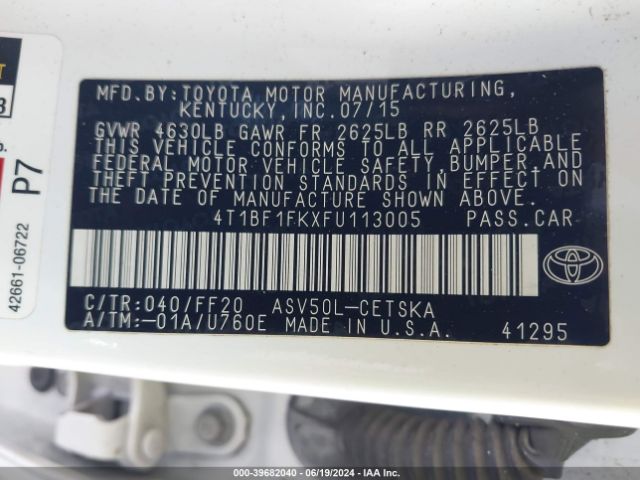 MFD.BY:TOYOTA MOTOR MANUFACTURING,
KENTUCKY,INC.07/15
GVWR 4630LB GAWR FR 2625LB RR 2625LB
THIS VEHICLE CONFORMS TO ALL APPLICABLE
FEDERAL MOTOR VEHICLE SAFETY,BUMPER,AND
THEFT PREVENTION STANDARDS IN EFFECT ON
THE DATE OF MANUFACTURE SHOWN ABOVE.
4T1BF1FKXFU113005 PASS.CAR
C/TR:040/FF20 ASV50L-CETSKA
A/TM:-01A/U760E MADE IN U.S.A. 41295
P7
42661-06722
000-39682040 - 06/19/2024 - IAA Inc.